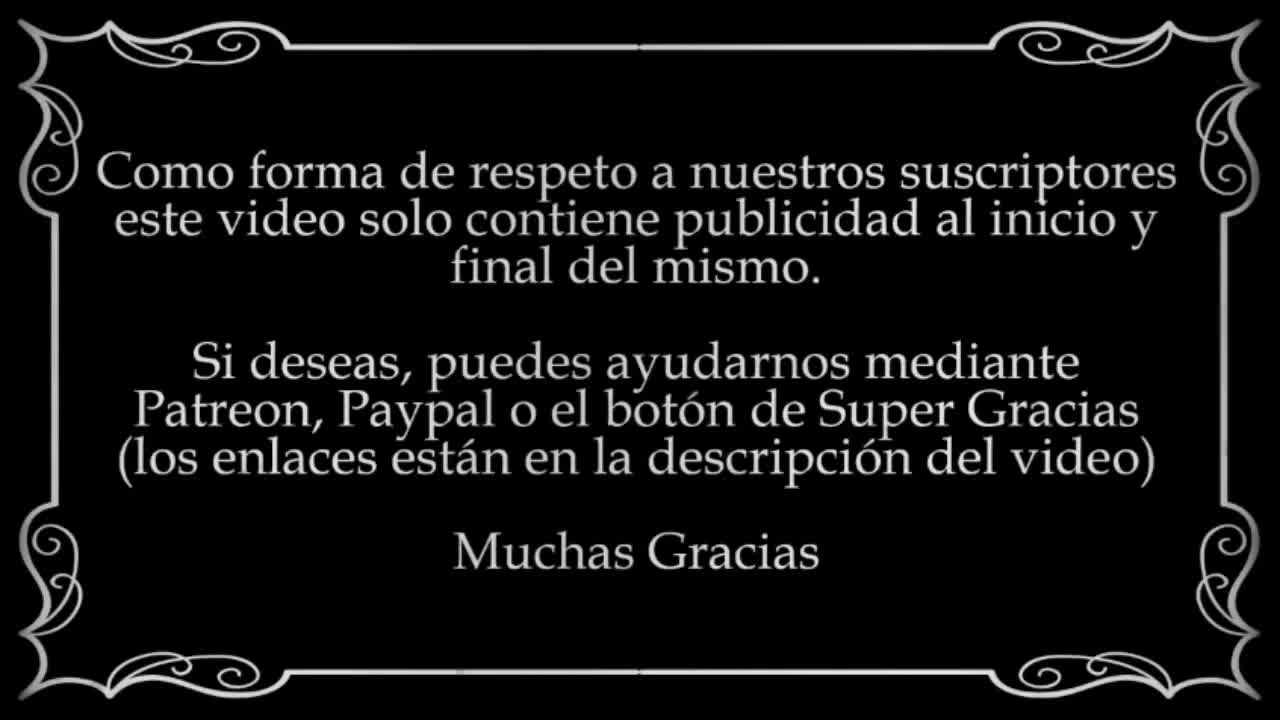 Como forma de respeto a nuestros suscriptores
este video solo contiene publicidad al inicio y
final del mismo.
Si deseas, puedes ayudarnos mediante
Patreon, Paypal o el botón de Super Gracias
(los enlaces están en la descripción del video)
Muchas Gracias